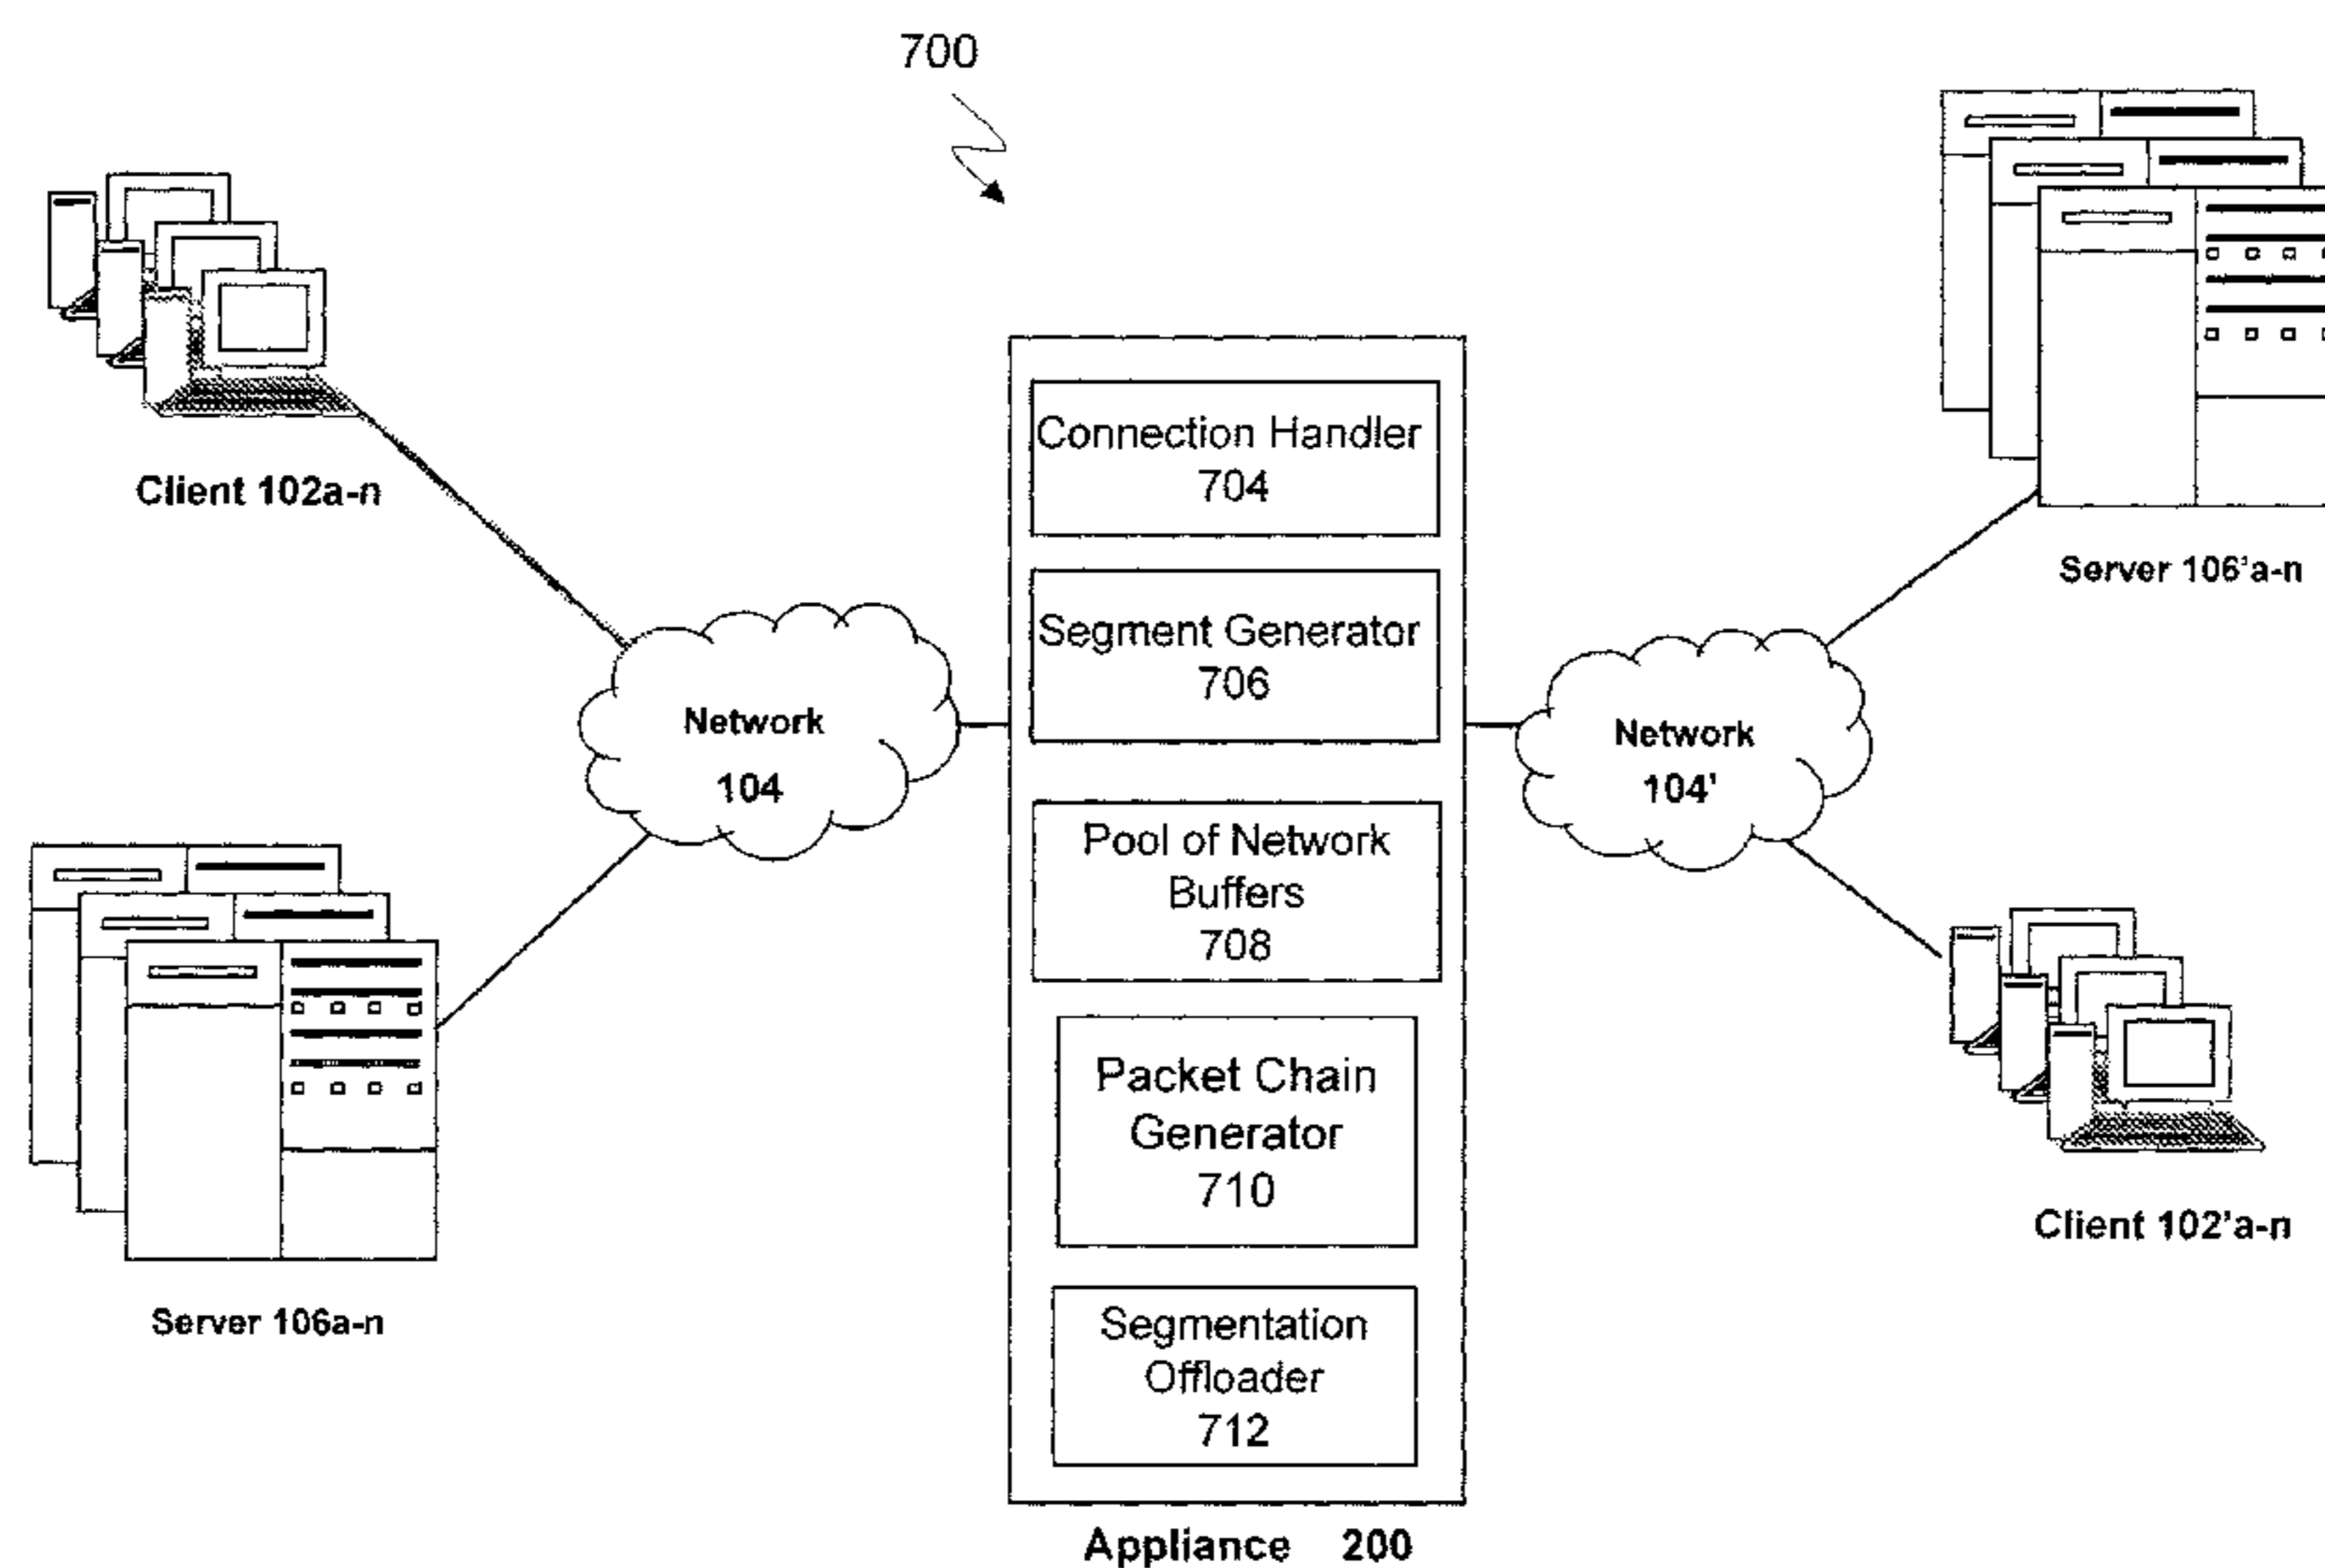 700
Client 102a-n
Server 106a-n
Network
104
Connection Handler
704
Segment Generator
706
Pool of Network
Buffers
708
Packet Chain
Generator
710
Segmentation
Offloader
712
Appliance 200
Network
104'
Server 106'a-n
Client 102'a-n